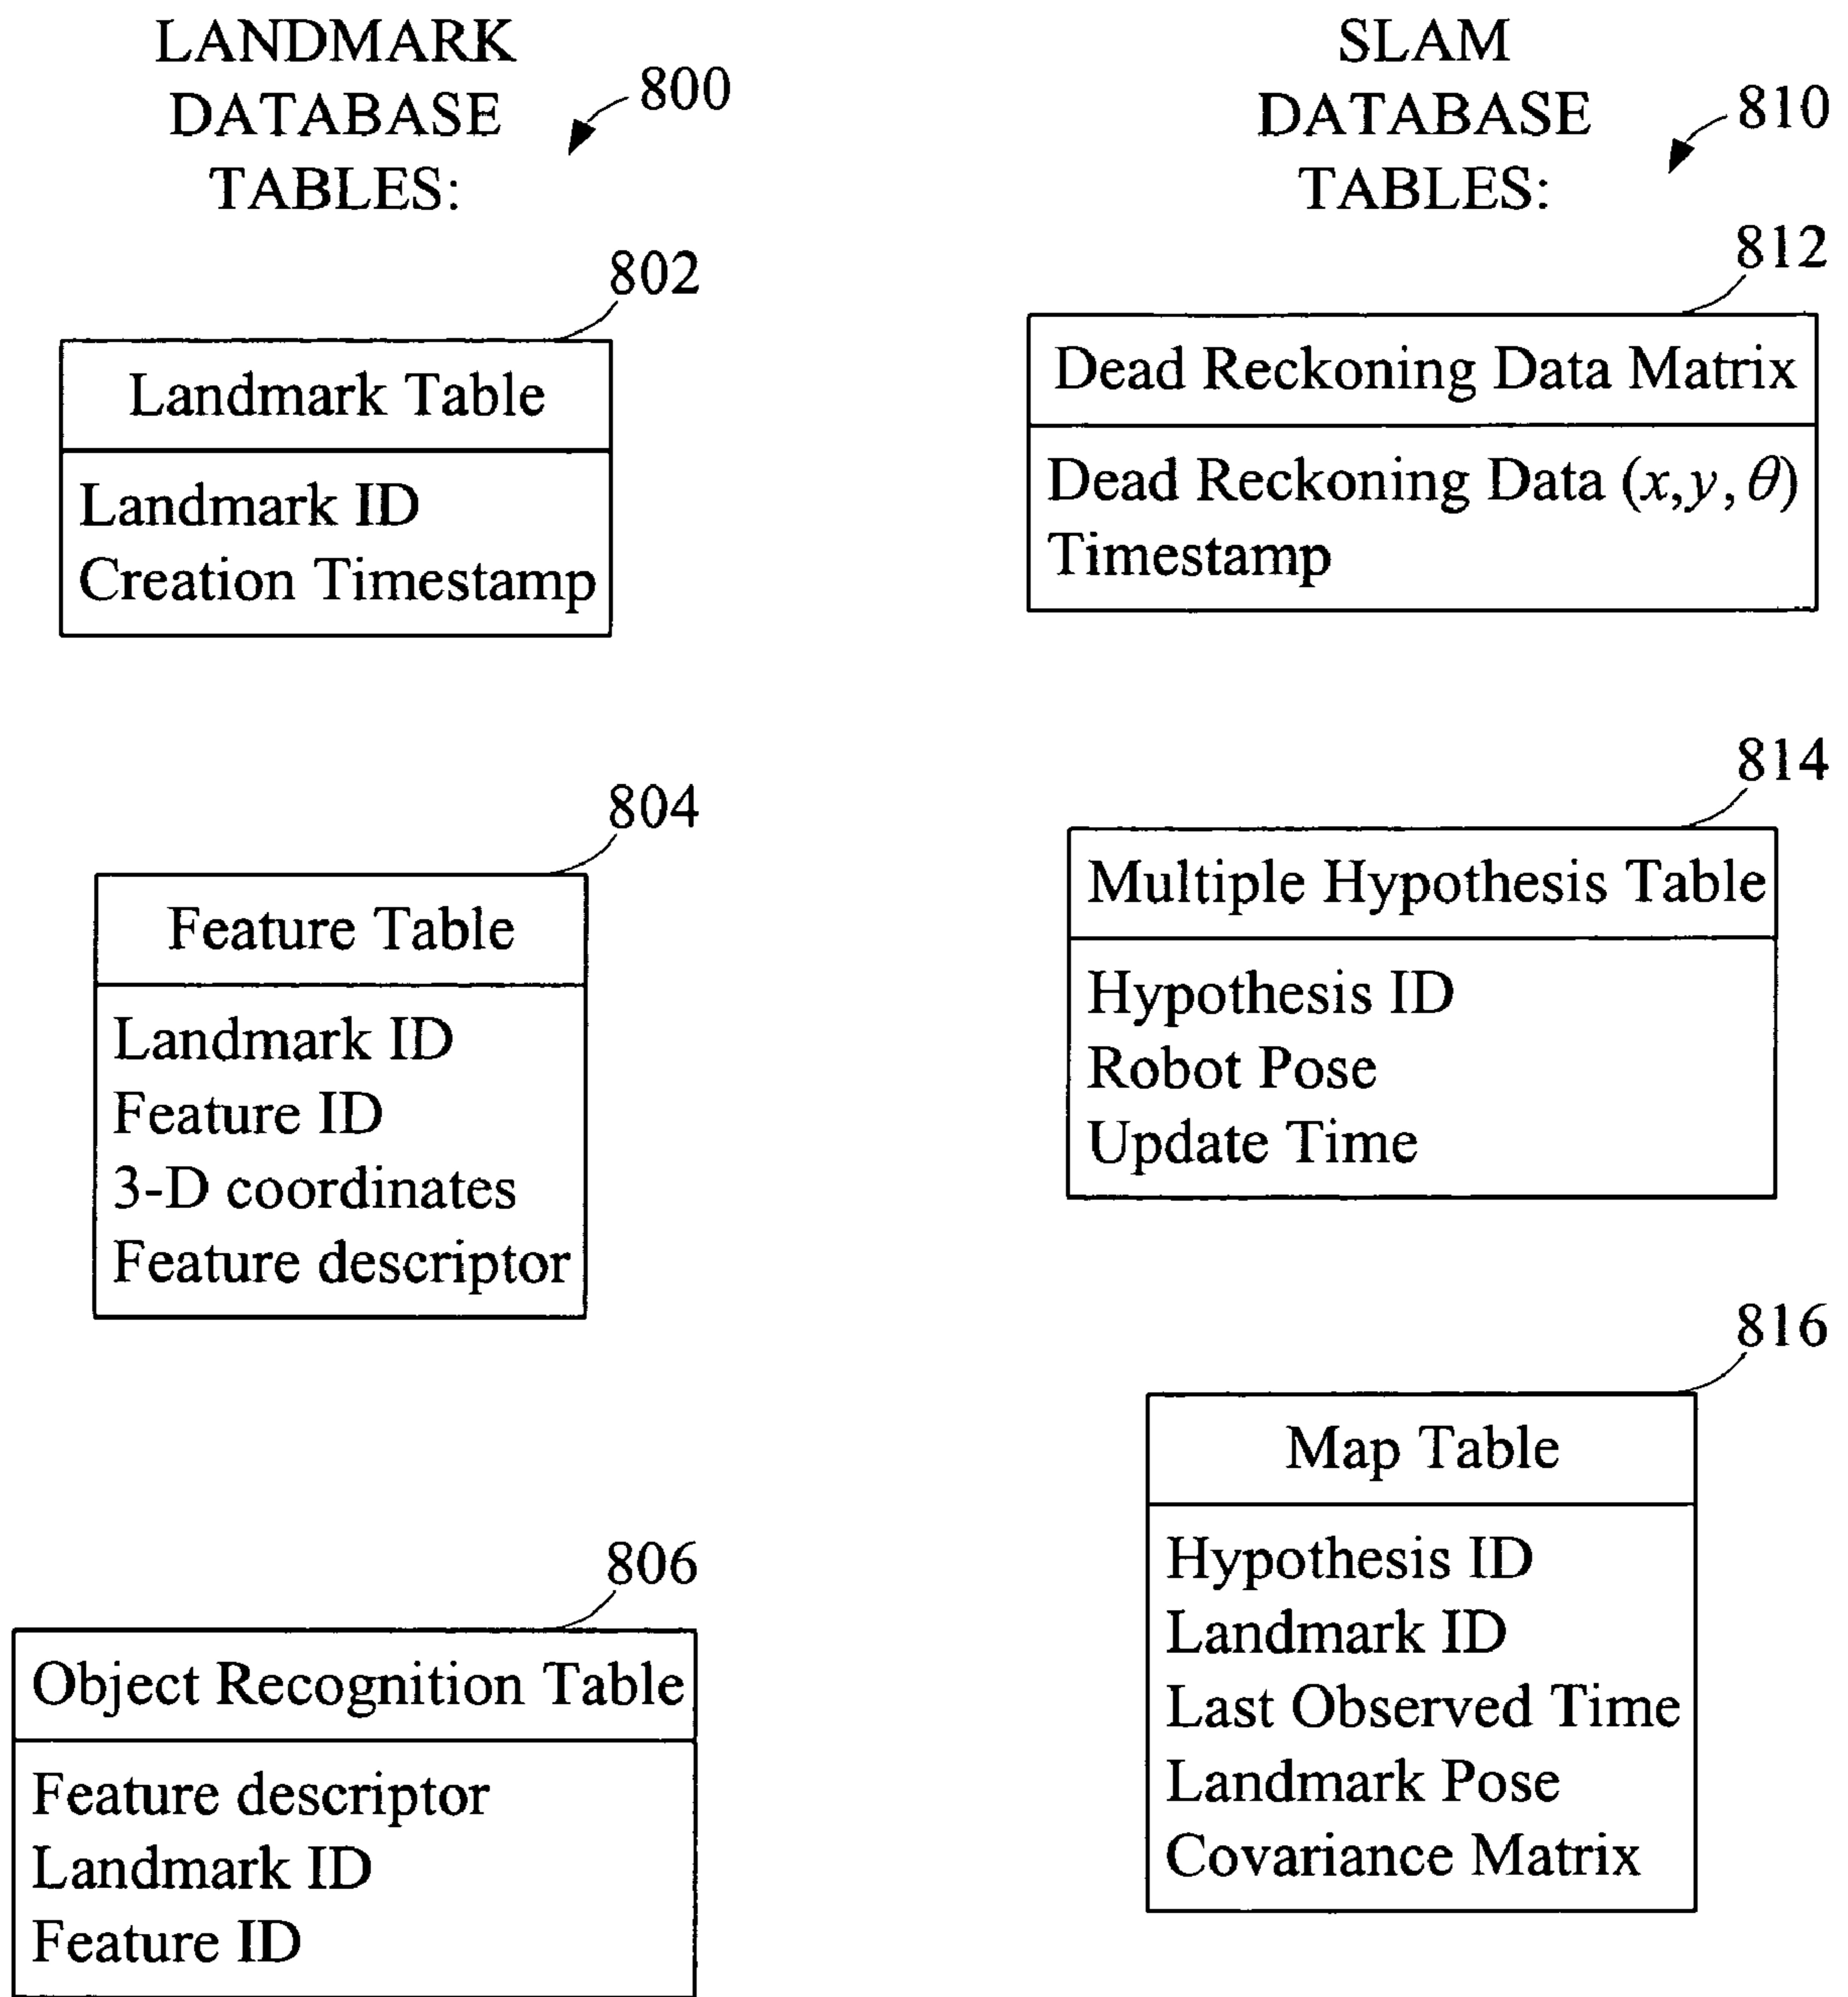 LANDMARK
DATABASE
TABLES:
800
802
Landmark Table
Landmark ID
Creation Timestamp
804
Feature Table
Landmark ID
Feature ID
3-D coordinates
Feature descriptor
806
Object Recognition Table
Feature descriptor
Landmark ID
Feature ID
SLAM
DATABASE
TABLES:
810
812
Dead Reckoning Data Matrix
Dead Reckoning Data (x,y,θ)
Timestamp
814
Multiple Hypothesis Table
Hypothesis ID
Robot Pose
Update Time
816
Map Table
Hypothesis ID
Landmark ID
Last Observed Time
Landmark Pose
Covariance Matrix